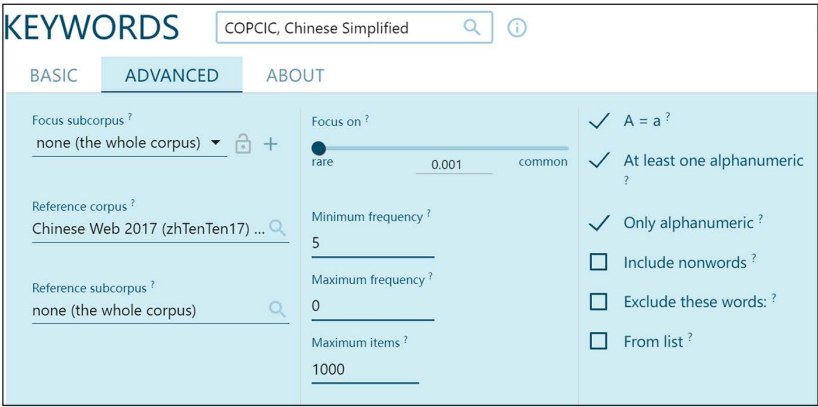 KEYWORDS
COPCIC, Chinese Simplified
BASIC ADVANCED ABOUT
Focus subcorpus ?
none (the whole corpus)
Reference corpus ?
Chinese Web 2017 (zhTenTen17) ...
Reference subcorpus ?
none (the whole corpus)
Focus on ?
rare 0.001 common
Minimum frequency ?
5
Maximum frequency ?
0
Maximum items ?
1000
A = a ?
At least one alphanumeric
?
Only alphanumeric ?
Include nonwords ?
Exclude these words: ?
From list ?